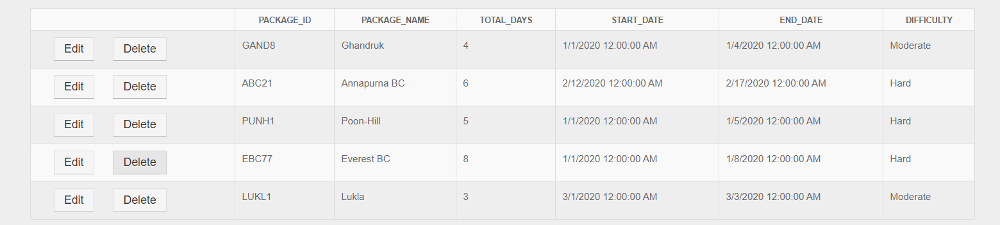 PACKAGE_ID PACKAGE_NAME TOTAL_DAYS START_DATE END_DATE DIFFICULTY
Edit Delete GAND8 Ghandruk 4 1/1/2020 12:00:00 AM 1/4/2020 12:00:00 AM Moderate
Edit Delete ABC21 Annapurna BC 6 2/12/2020 12:00:00 AM 2/17/2020 12:00:00 AM Hard
Edit Delete PUNH1 Poon-Hill 5 1/1/2020 12:00:00 AM 1/5/2020 12:00:00 AM Hard
Edit Delete EBC77 Everest BC 8 1/1/2020 12:00:00 AM 1/8/2020 12:00:00 AM Hard
Edit Delete LUKL1 Lukla 3 3/1/2020 12:00:00 AM 3/3/2020 12:00:00 AM Moderate